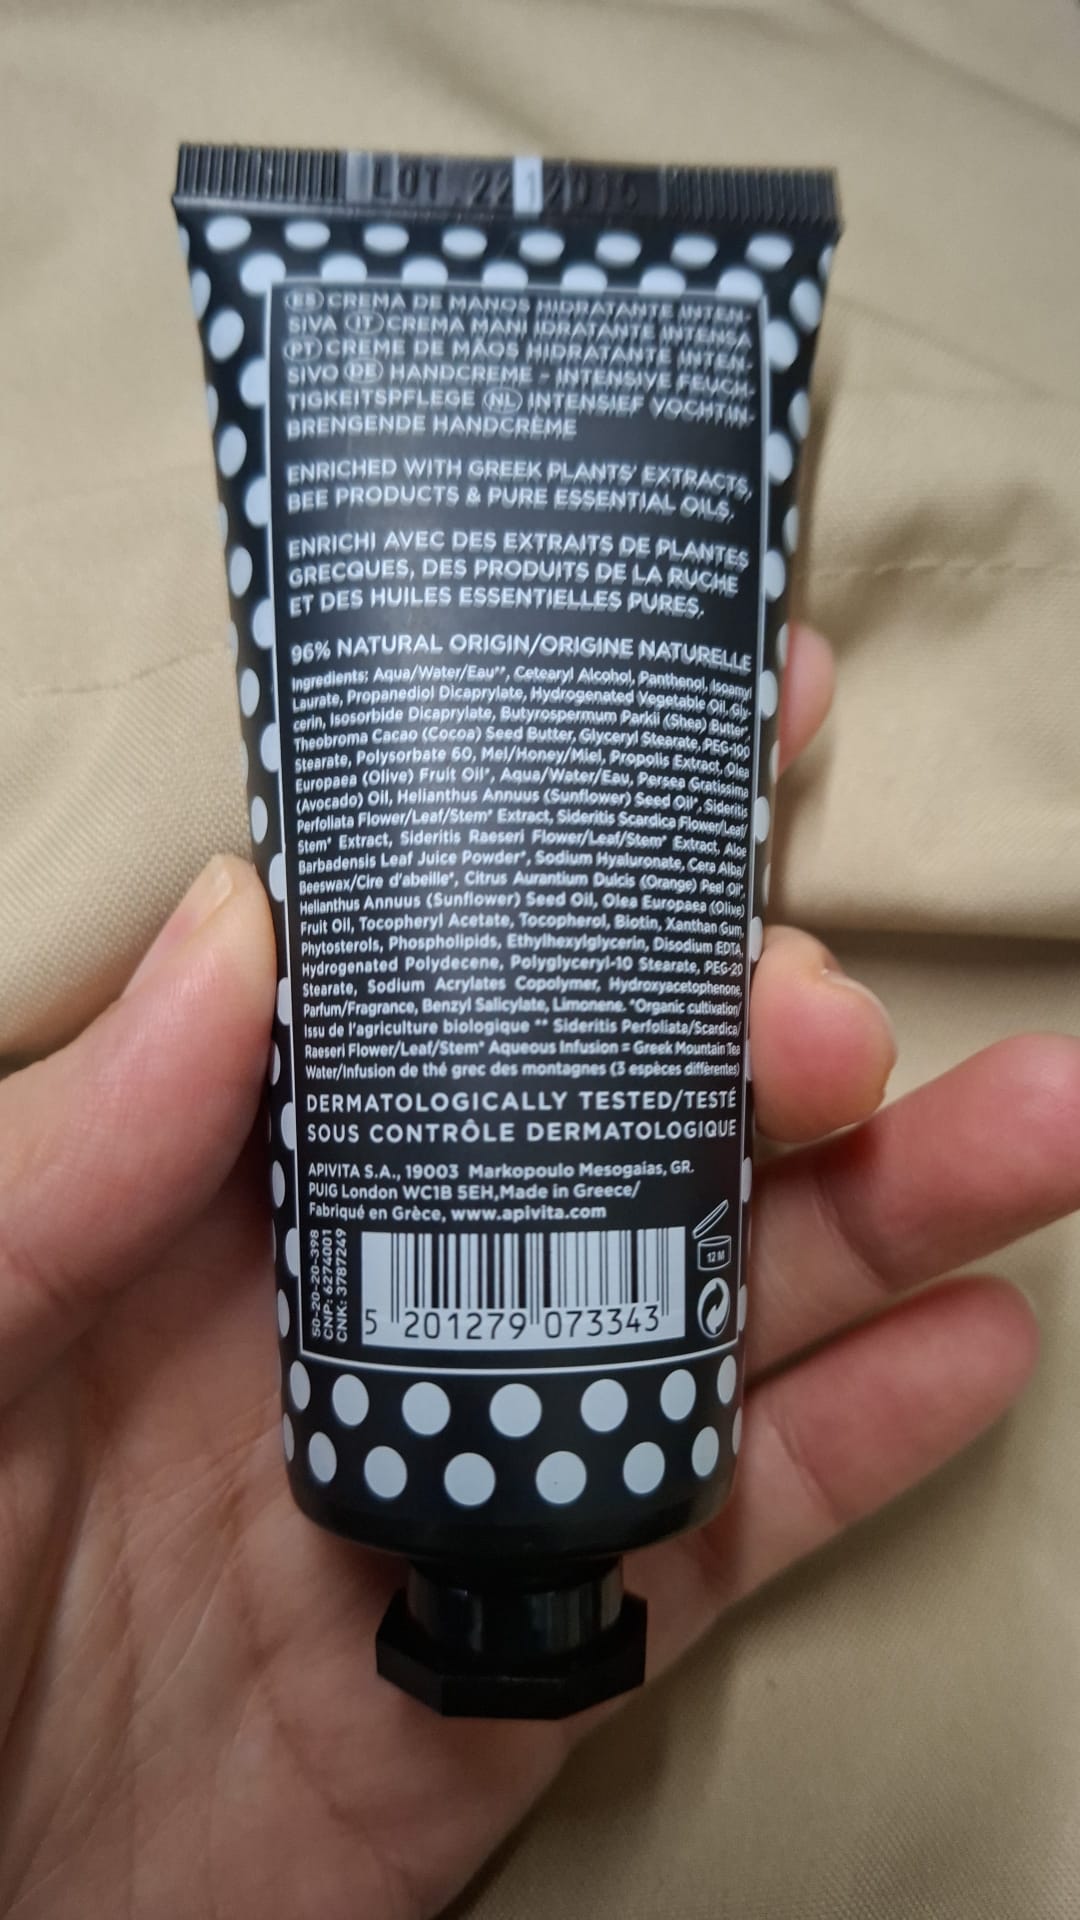 LOT 2212016
ES CREMA DE MANOS HIDRATANTE INTEN-
SIVA IT CREMA MANI IDRATANTE INTENSA
PT CREME DE MÃOS HIDRATANTE INTEN-
SIVO DE HANDCREME - INTENSIVE FEUCH-
TIGKEITSPFLEGE NL INTENSIEF VOCHTIN-
BRENGENDE HANDCRÈME
ENRICHED WITH GREEK PLANTS' EXTRACTS,
BEE PRODUCTS & PURE ESSENTIAL OILS.
ENRICHI AVEC DES EXTRAITS DE PLANTES
GRECQUES, DES PRODUITS DE LA RUCHE
ET DES HUILES ESSENTIELLES PURES.
96% NATURAL ORIGIN/ORIGINE NATURELLE
Ingredients: Aqua/Water/Eau**, Cetearyl Alcohol, Panthenol, Isoamyl
Laurate, Propanediol Dicaprylate, Hydrogenated Vegetable Oil, Gly-
cerin, Isosorbide Dicaprylate, Butyrospermum Parkii (Shea) Butter*,
Theobroma Cacao (Cocoa) Seed Butter, Glyceryl Stearate, PEG-100
Stearate, Polysorbate 60, Mel/Honey/Miel, Propolis Extract, Olea
Europaea (Olive) Fruit Oil*, Aqua/Water/Eau, Persea Gratissima
(Avocado) Oil, Helianthus Annuus (Sunflower) Seed Oil*, Sideritis
Perfoliata Flower/Leaf/Stem* Extract, Sideritis Scardica Flower/Leaf/
Stem* Extract, Sideritis Raeseri Flower/Leaf/Stem* Extract, Aloe
Barbadensis Leaf Juice Powder*, Sodium Hyaluronate, Cera Alba/
Beeswax/Cire d'abeille*, Citrus Aurantium Dulcis (Orange) Peel Oil*,
Helianthus Annuus (Sunflower) Seed Oil, Olea Europaea (Olive)
Fruit Oil, Tocopheryl Acetate, Tocopherol, Biotin, Xanthan Gum,
Phytosterols, Phospholipids, Ethylhexylglycerin, Disodium EDTA,
Hydrogenated Polydecene, Polyglyceryl-10 Stearate, PEG-20
Stearate, Sodium Acrylates Copolymer, Hydroxyacetophenone,
Parfum/Fragrance, Benzyl Salicylate, Limonene. *Organic cultivation/
Issu de l'agriculture biologique ** Sideritis Perfoliata/Scardica/
Raeseri Flower/Leaf/Stem* Aqueous Infusion = Greek Mountain Tea
Water/Infusion de thé grec des montagnes (3 espèces différentes)
DERMATOLOGICALLY TESTED/TESTÉ
SOUS CONTRÔLE DERMATOLOGIQUE
APIVITA S.A., 19003 Markopoulo Mesogaias, GR.
PUIG London WC1B 5EH,Made in Greece/
Fabriqué en Grèce, www.apivita.com
50-20-20-398
CNP: 6274001
CNK: 3787249
5 201279 073343
12 M